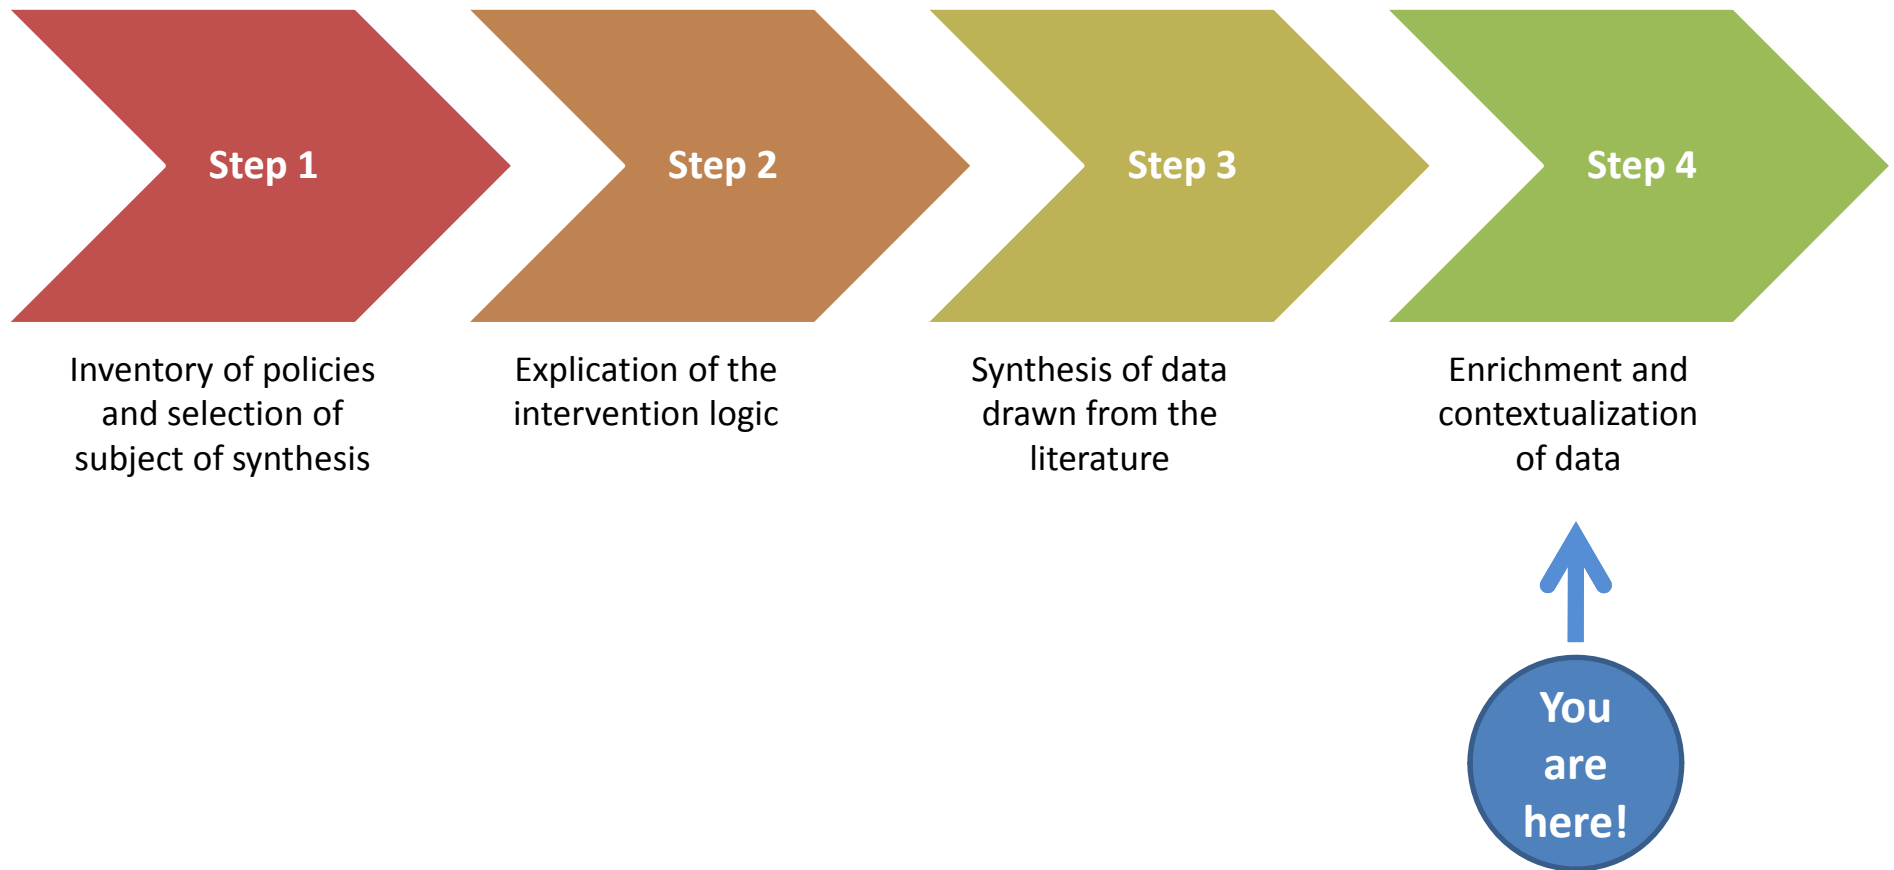 Step 1
Step 2
Step 3
Step 4
Inventory of policies
and selection of
subject of synthesis
Explication of the
intervention logic
Synthesis of data
drawn from the
literature
Enrichment and
contextualization
of data
You
are
here!